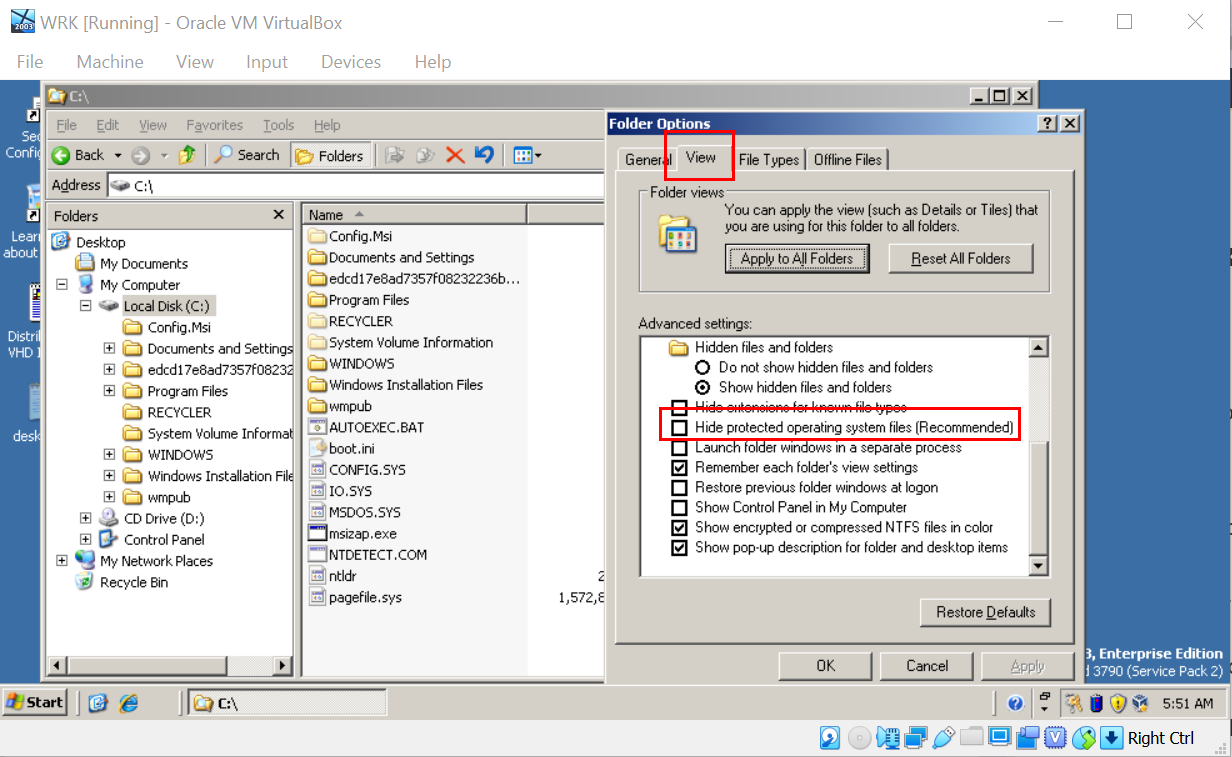 WRK [Running] - Oracle VM VirtualBox
File Machine View Input Devices Help
C:\
File Edit View Favorites Tools Help
Back Search Folders
Address C:\
Folders
Desktop
My Documents
My Computer
Local Disk (C:)
Config.Msi
Documents and Settings
edcd17e8ad7357f08232
Program Files
RECYCLER
System Volume Informat
WINDOWS
Windows Installation File
wmpub
CD Drive (D:)
Control Panel
My Network Places
Recycle Bin
Name
Config.Msi
Documents and Settings
edcd17e8ad7357f08232236b...
Program Files
RECYCLER
System Volume Information
WINDOWS
Windows Installation Files
wmpub
AUTOEXEC.BAT
boot.ini
CONFIG.SYS
IO.SYS
MSDOS.SYS
msizap.exe
NTDETECT.COM
ntldr 2
pagefile.sys 1,572,8
Folder Options
General View File Types Offline Files
Folder views
You can apply the view (such as Details or Tiles) that
you are using for this folder to all folders.
Apply to All Folders Reset All Folders
Advanced settings:
Hidden files and folders
Do not show hidden files and folders
Show hidden files and folders
Hide extensions for known file types
Hide protected operating system files (Recommended)
Launch folder windows in a separate process
Remember each folder's view settings
Restore previous folder windows at logon
Show Control Panel in My Computer
Show encrypted or compressed NTFS files in color
Show pop-up description for folder and desktop items
Restore Defaults
OK Cancel Apply
Sec
Config
Learn
about
Distri
VHD I
desk
3, Enterprise Edition
d 3790 (Service Pack 2)
Start C:\ 5:51 AM
Right Ctrl